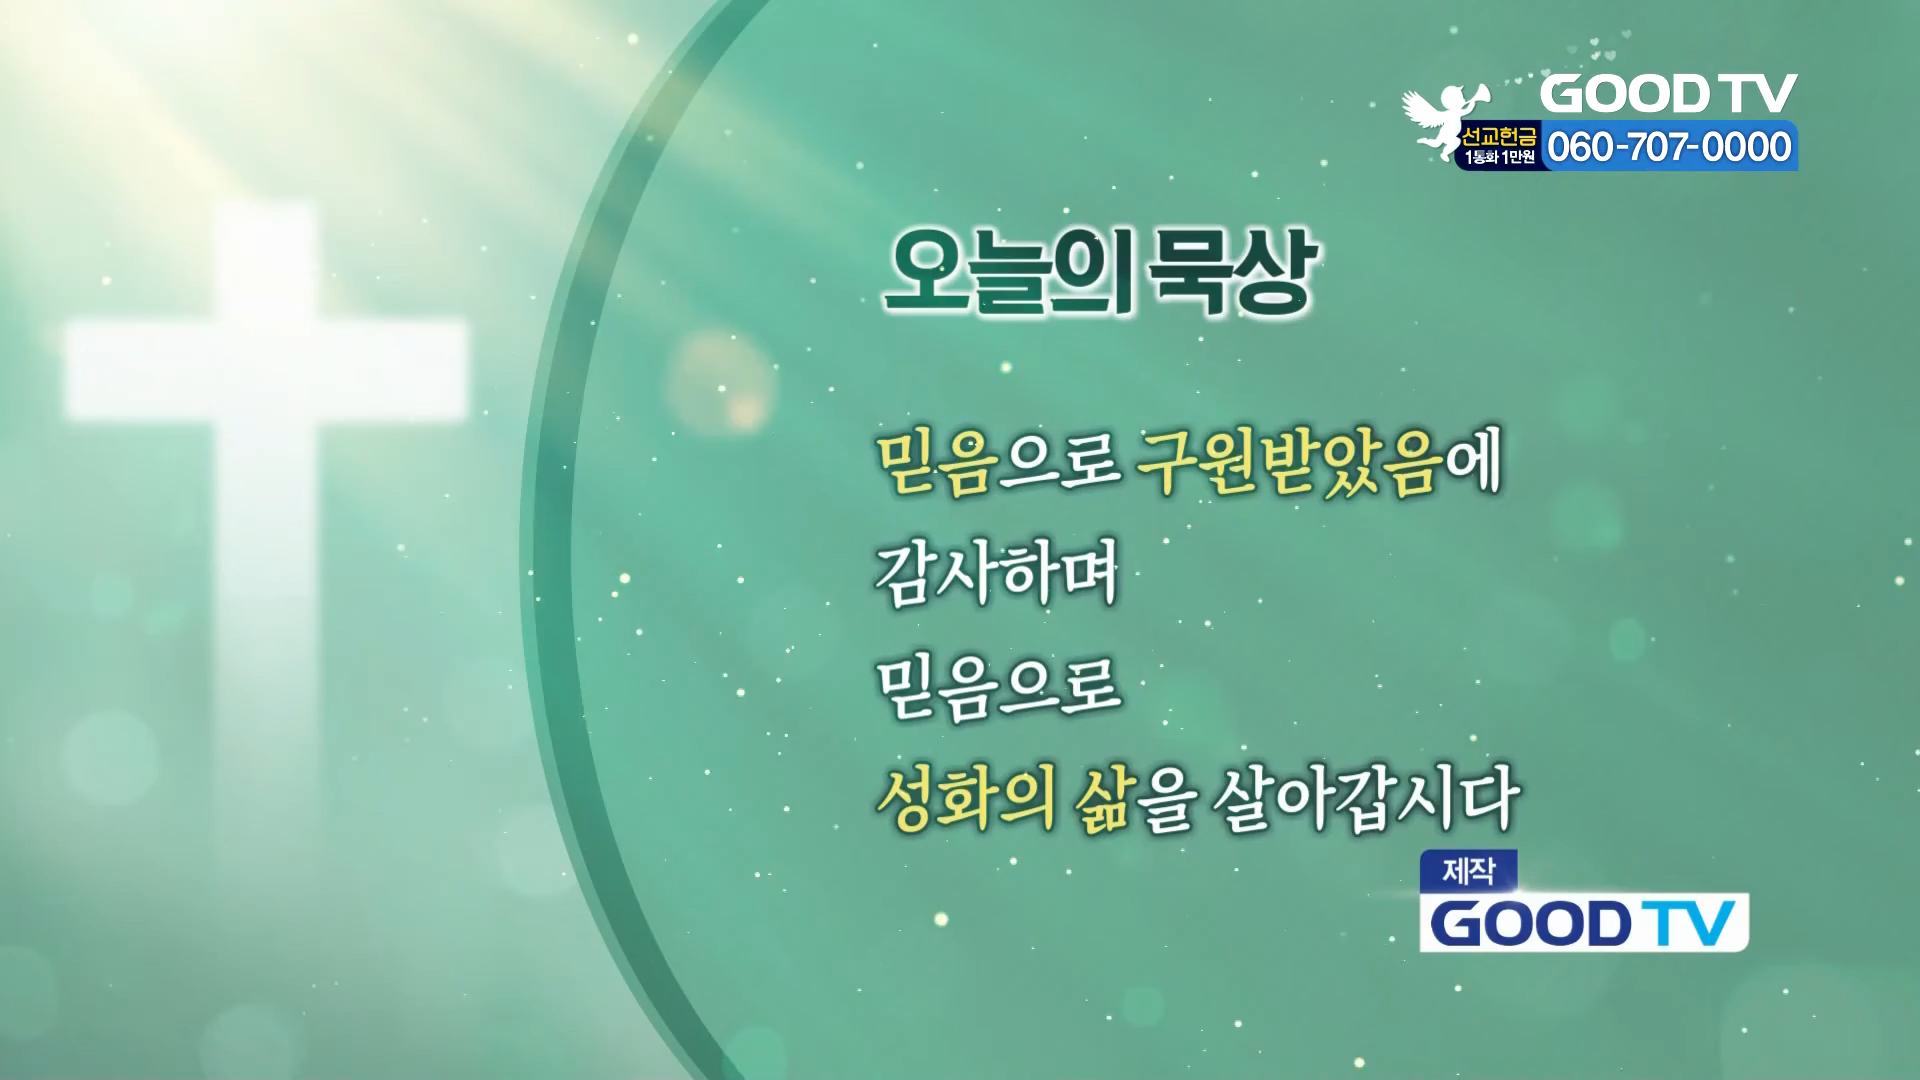 GOOD TV
선교헌금
1통화 1만원
060-707-0000
오늘의 묵상
믿음으로 구원받았음에
감사하며
믿음으로
성화의 삶을 살아갑시다
제작
GOOD TV